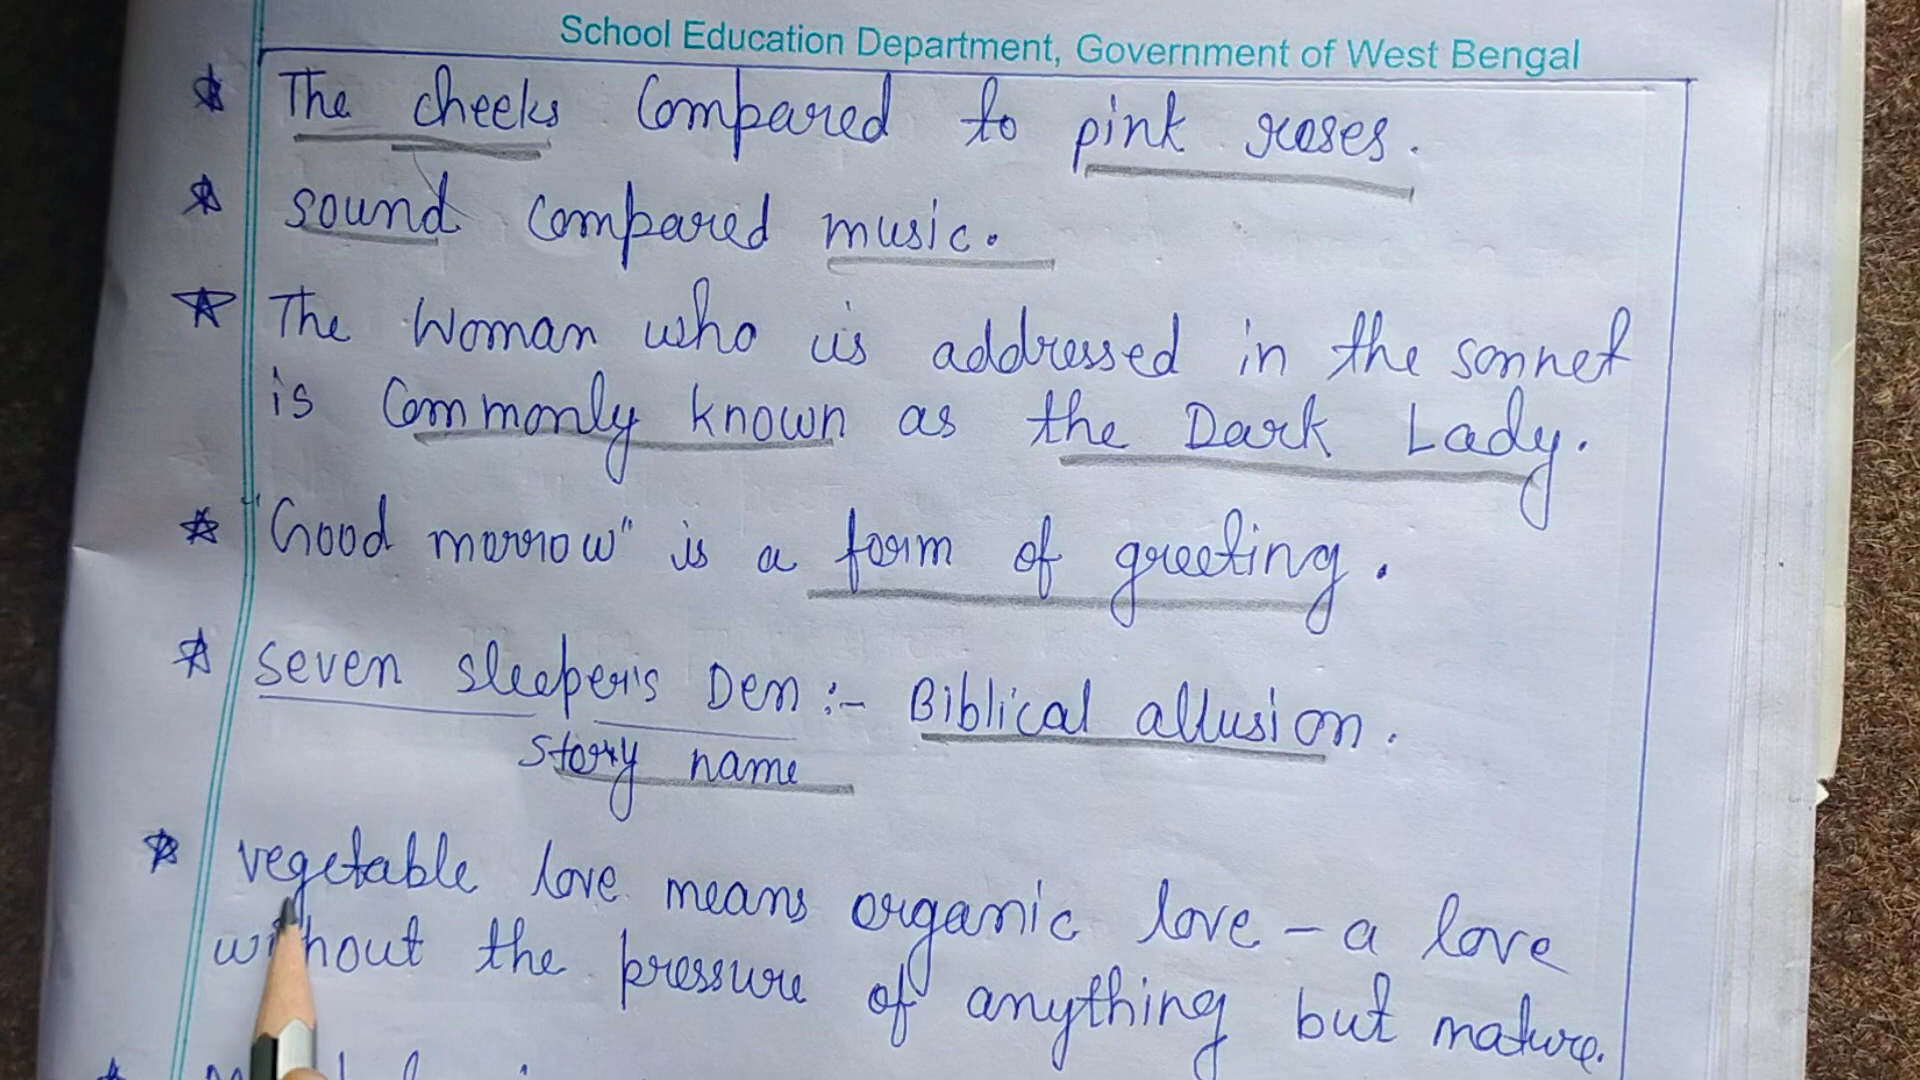 School Education Department, Government of West Bengal
The cheeks Compared to pink roses.
sound compared music.
The Woman who is addressed in the sonnet
is Commonly known as the Dark Lady.
"Good morrow" is a form of greeting.
seven sleeper's Den :- Biblical allusion.
story name
vegetable love means organic love - a love
without the pressure of anything but mature.